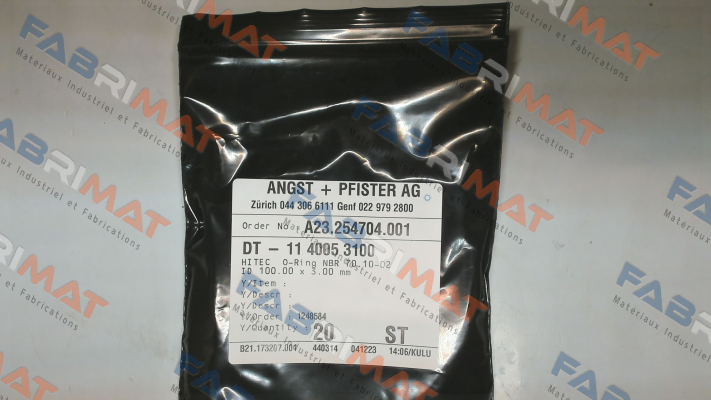 ANGST + PFISTER AG
Zürich 044 306 6111 Genf 022 979 2800
Order No A23.254704.001
DT - 11 4005 3100
HITEC O-Ring NBR 70.10-02
ID 100.00 x 3.00 mm
Y/Item :
Y/Descr :
Y/Descr :
Y/Order : 1248584
Y/Quantity : 20 ST
B21.173207.001 440314 041223 14:06/KULU
FABRIMAT
Materiaux Industriel et Fabrications